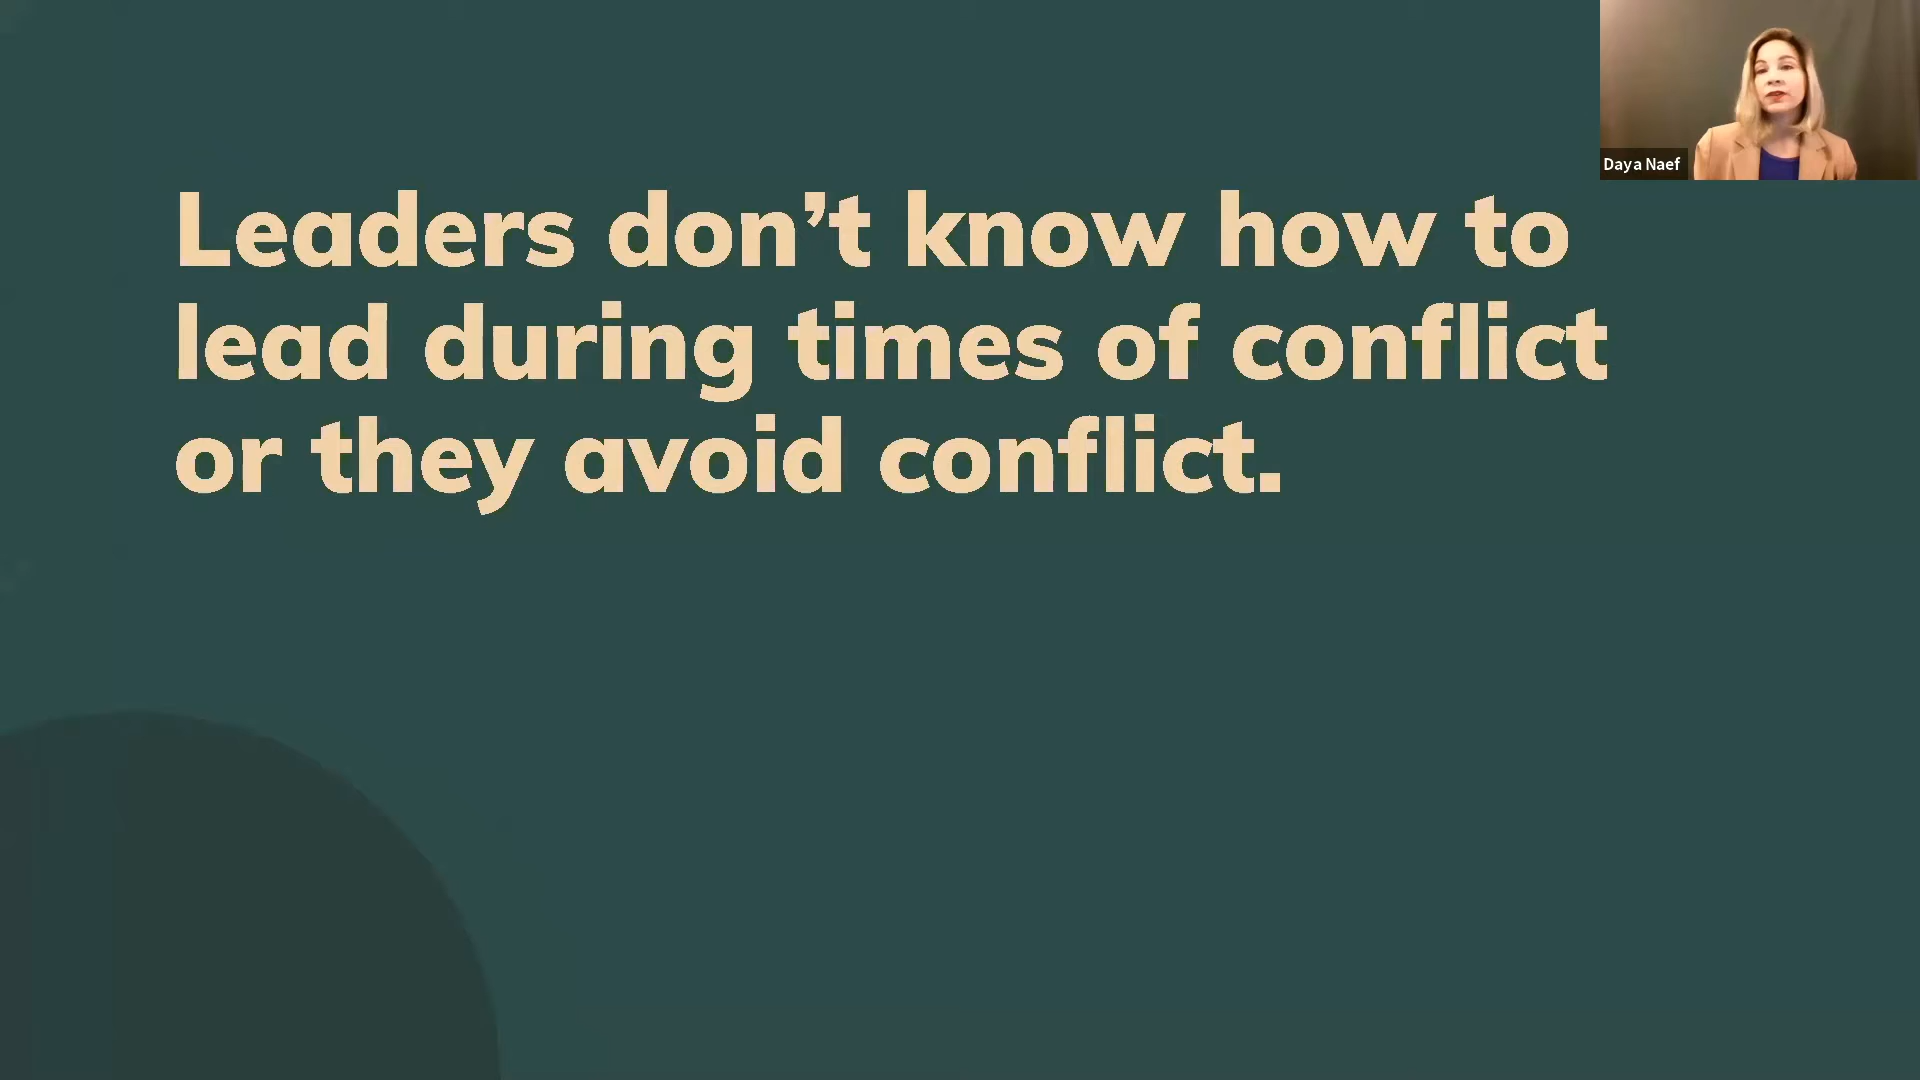 Daya Naef
Leaders don’t know how to
lead during times of conflict
or they avoid conflict.